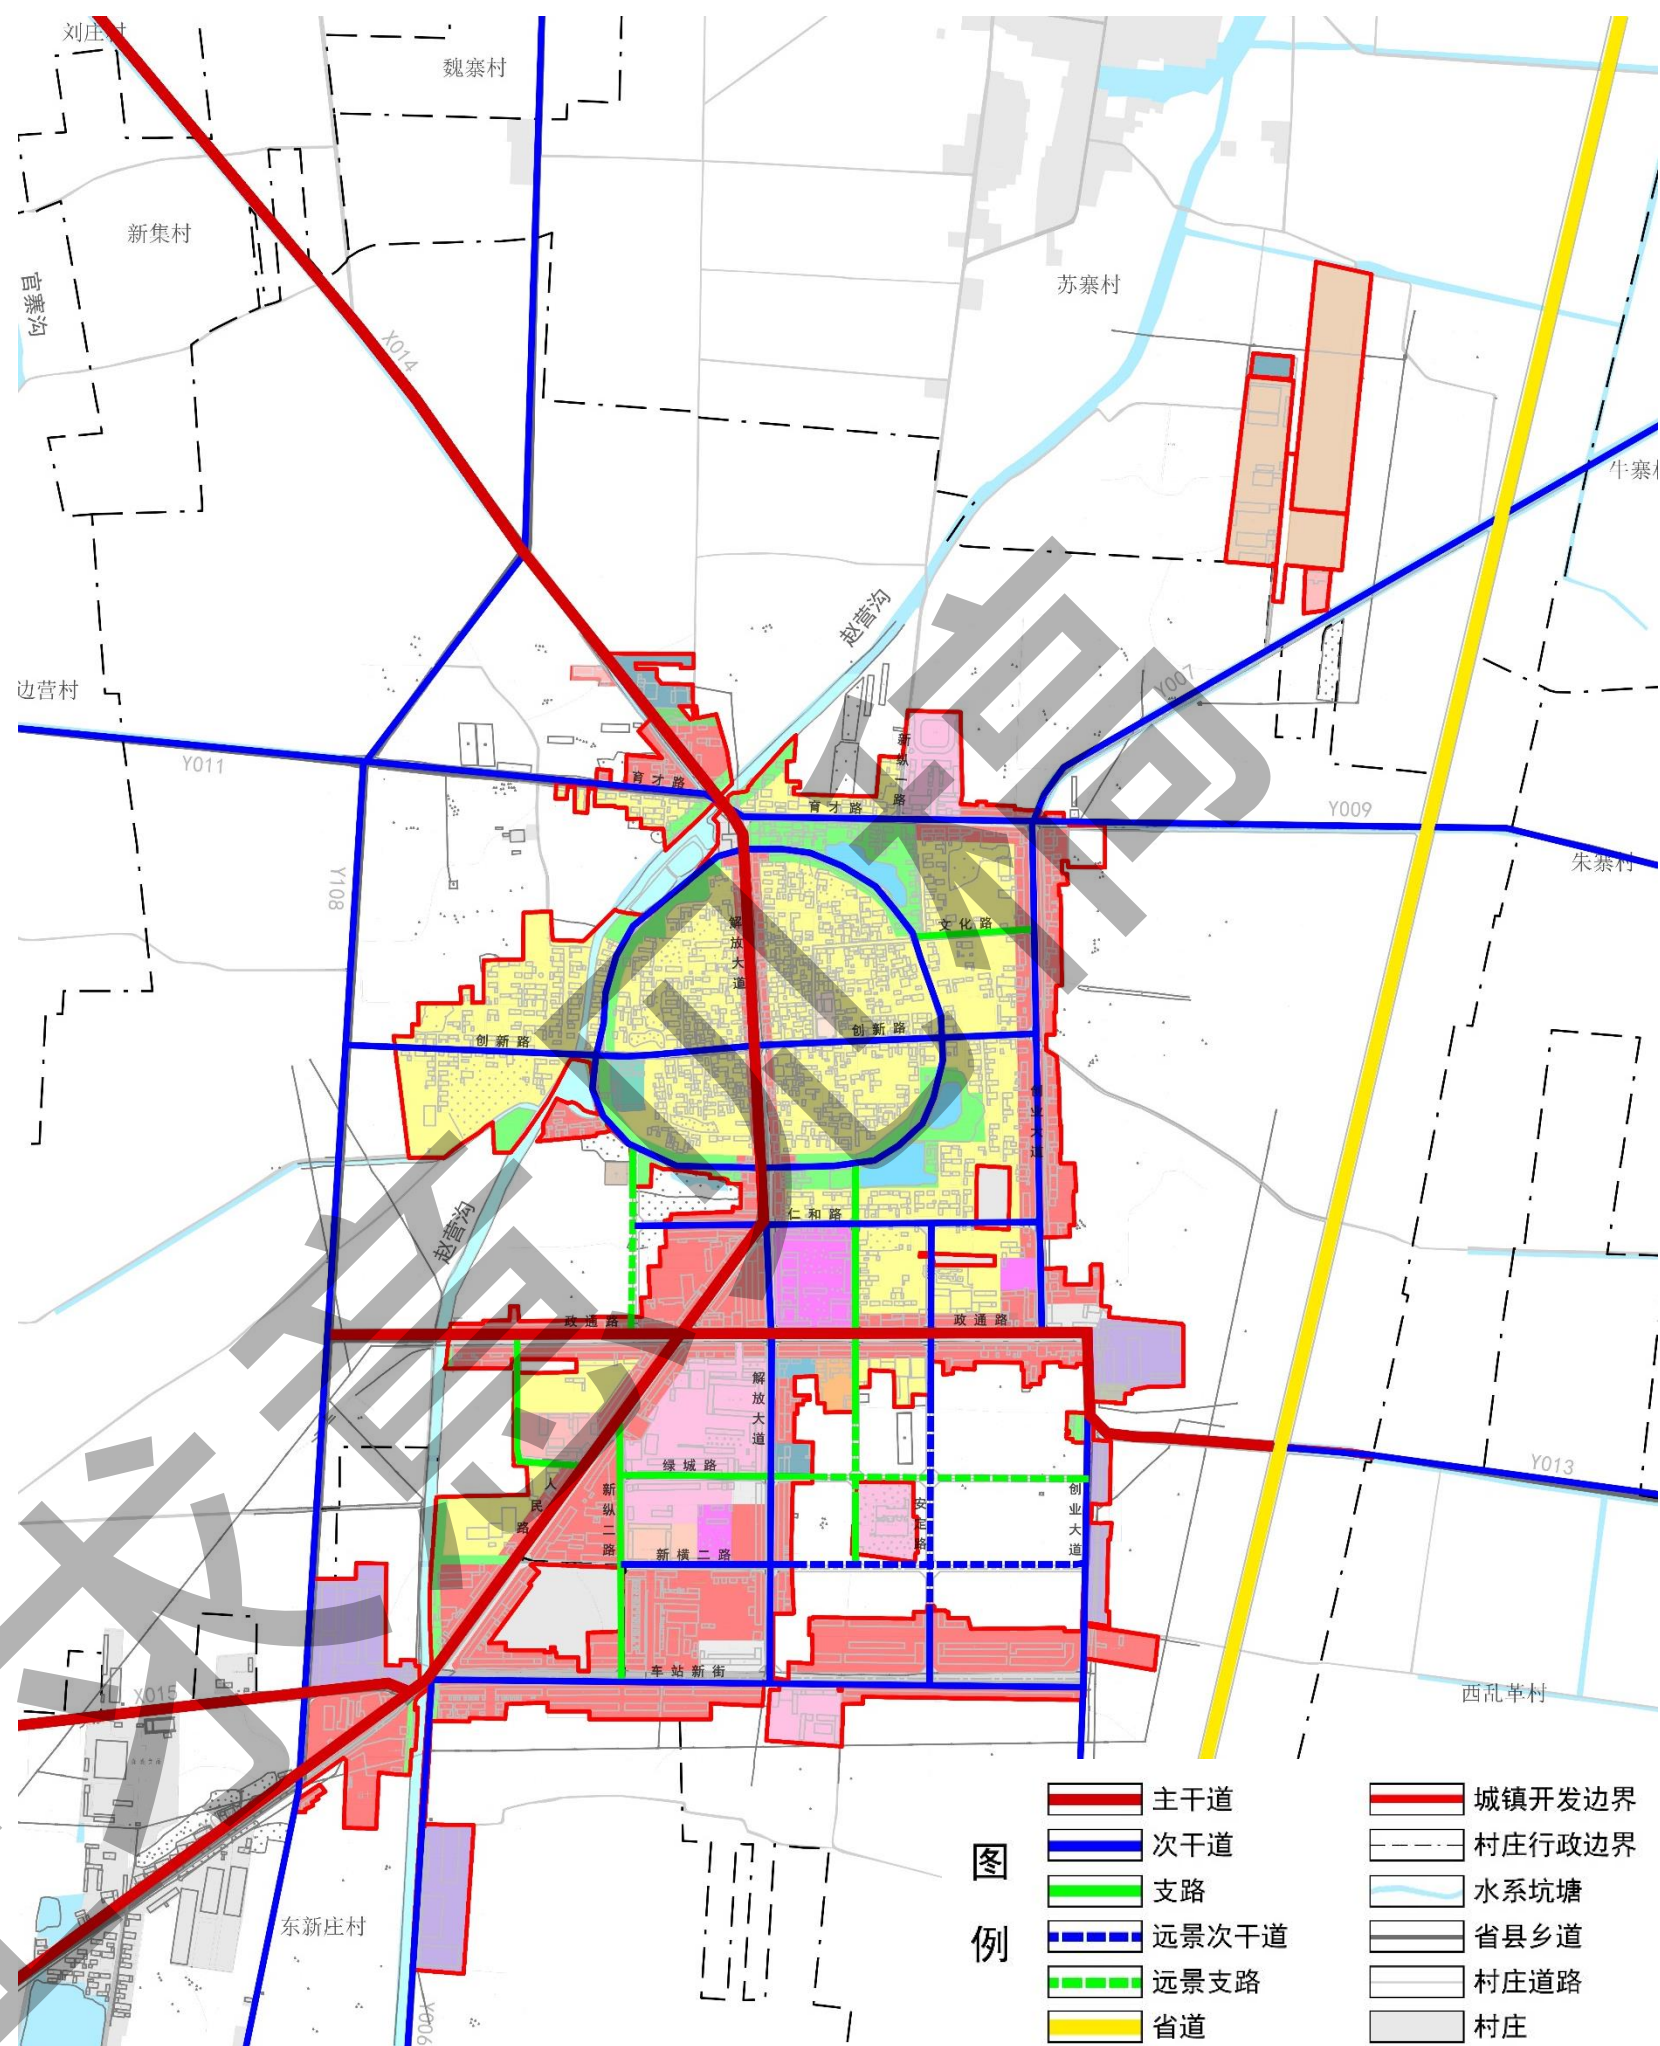 刘庄村
魏寨村
新集村
官寨沟
苏寨村
X014
牛寨村
赵营沟
边营村
Y007
Y011
育才路
新纵一路
育才路
Y009
朱寨村
Y108
解放大道
文化路
创新路
创新路
创业大道
赵营沟
仁和路
政通路
政通路
解放大道
绿城路
Y013
人民路
新纵二路
安定路
创业大道
新横二路
车站新街
X015
西乱革村
东新庄村
Y006
图例
主干道
次干道
支路
远景次干道
远景支路
省道
城镇开发边界
村庄行政边界
水系坑塘
省县乡道
村庄道路
村庄